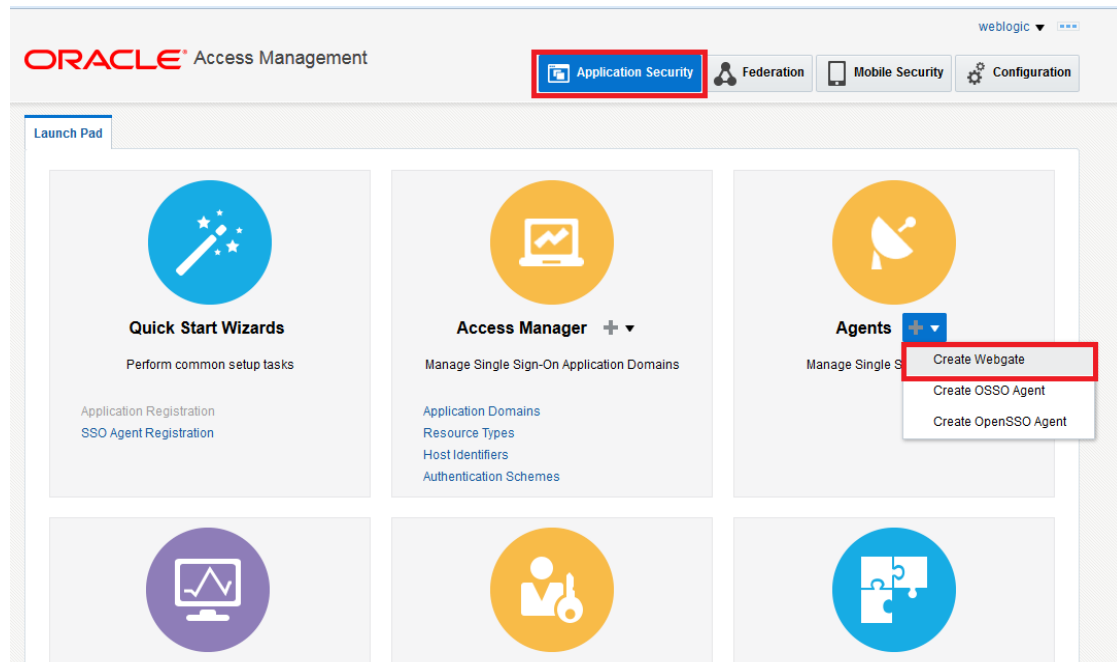 weblogic
ORACLE® Access Management
Application Security
Federation
Mobile Security
Configuration
Launch Pad
Quick Start Wizards
Perform common setup tasks
Application Registration
SSO Agent Registration
Access Manager
Manage Single Sign-On Application Domains
Application Domains
Resource Types
Host Identifiers
Authentication Schemes
Agents
Manage Single S
Create Webgate
Create OSSO Agent
Create OpenSSO Agent